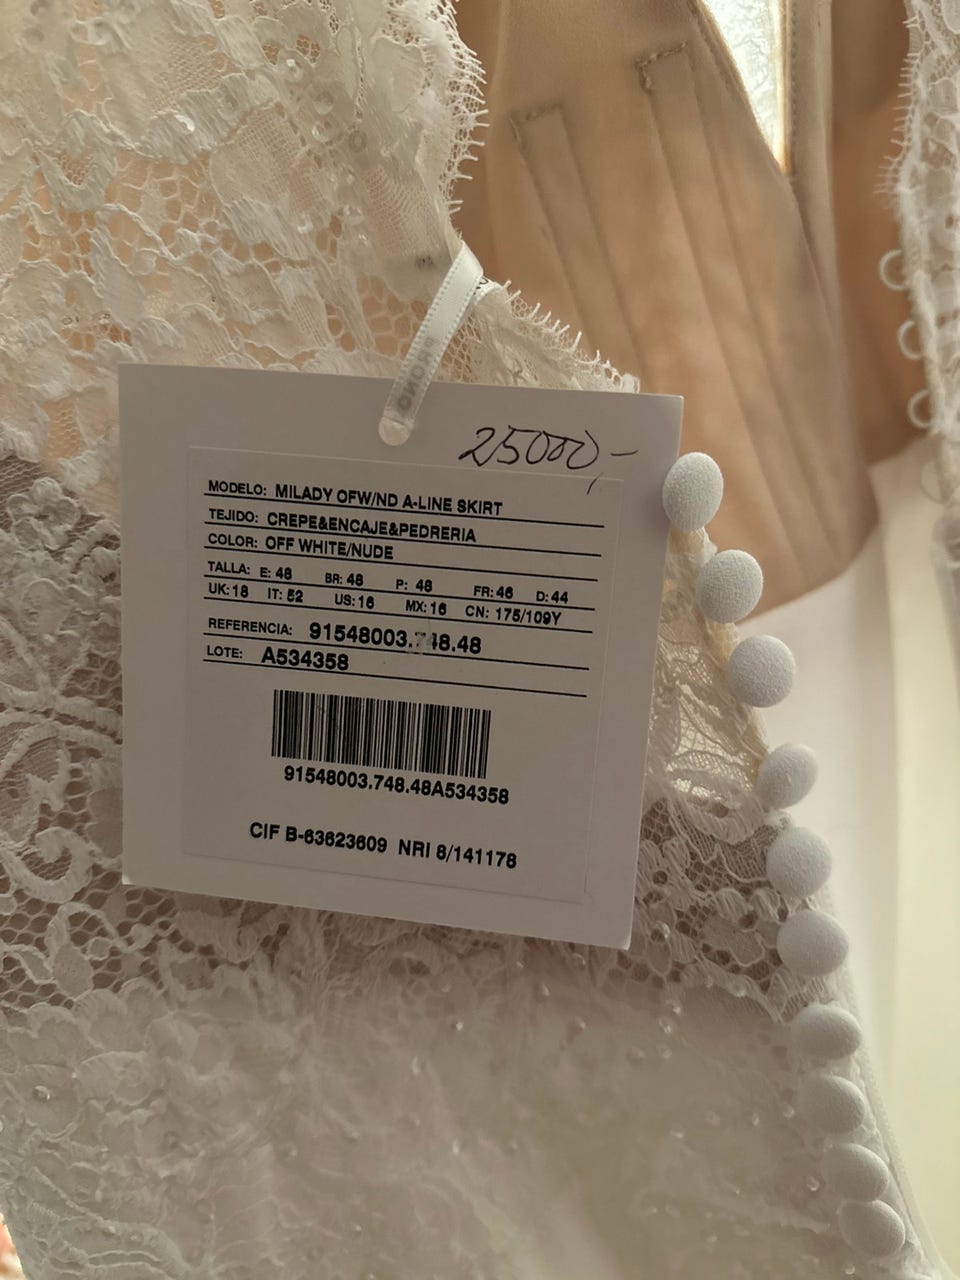 25000,-
MODELO: MILADY OFW/ND A-LINE SKIRT
TEJIDO: CREPE&ENCAJE&PEDRERIA
COLOR: OFF WHITE/NUDE
TALLA: E: 48 BR: 48 P: 48 FR: 46 D: 44
UK: 18 IT: 52 US: 16 MX: 16 CN: 175/109Y
REFERENCIA: 91548003.748.48
LOTE: A534358
91548003.748.48A534358
CIF B-63623609 NRI 8/141178